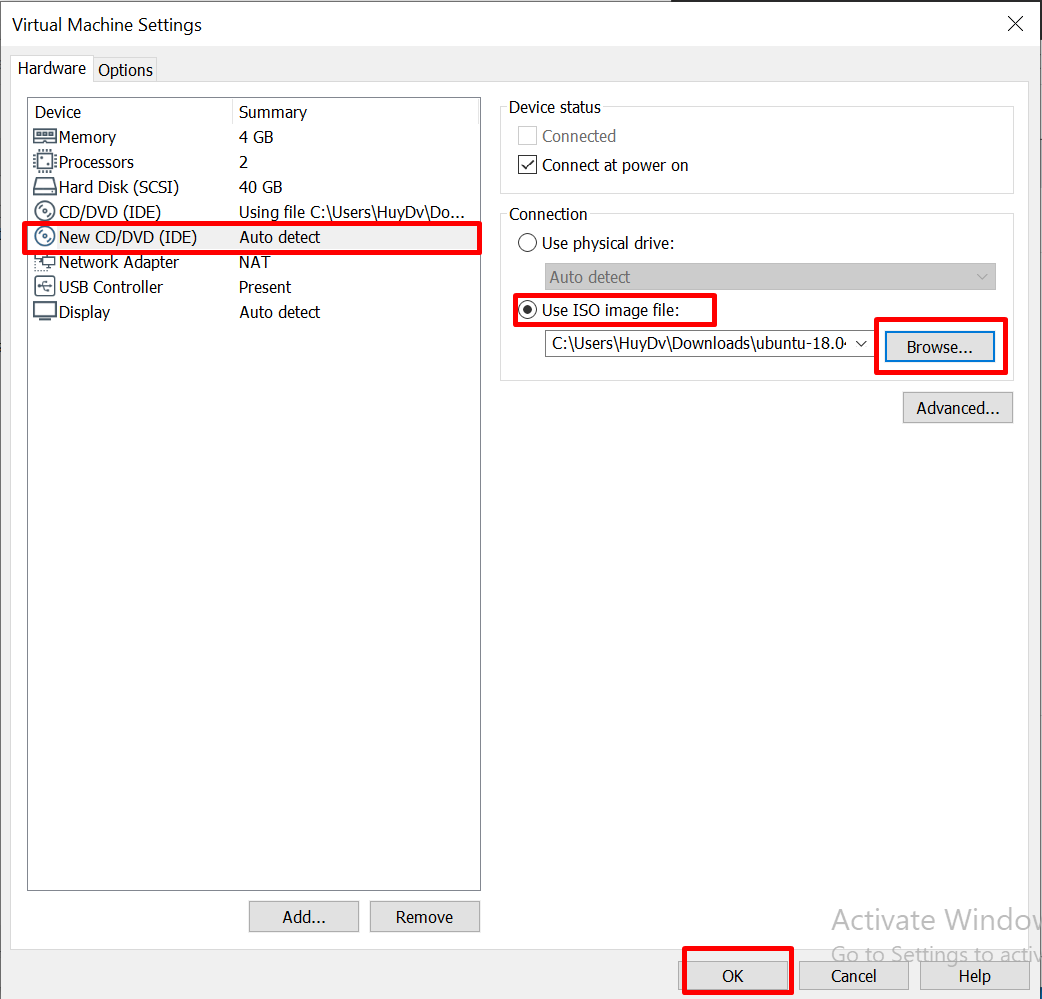 Virtual Machine Settings
Hardware Options
Device Summary
Memory 4 GB
Processors 2
Hard Disk (SCSI) 40 GB
CD/DVD (IDE) Using file C:\Users\HuyDv\Do...
New CD/DVD (IDE) Auto detect
Network Adapter NAT
USB Controller Present
Display Auto detect
Add... Remove
Device status
Connected
Connect at power on
Connection
Use physical drive:
Auto detect
Use ISO image file:
C:\Users\HuyDv\Downloads\ubuntu-18.04 Browse...
Advanced...
Activate Window
Go to Settings to activ
OK Cancel Help